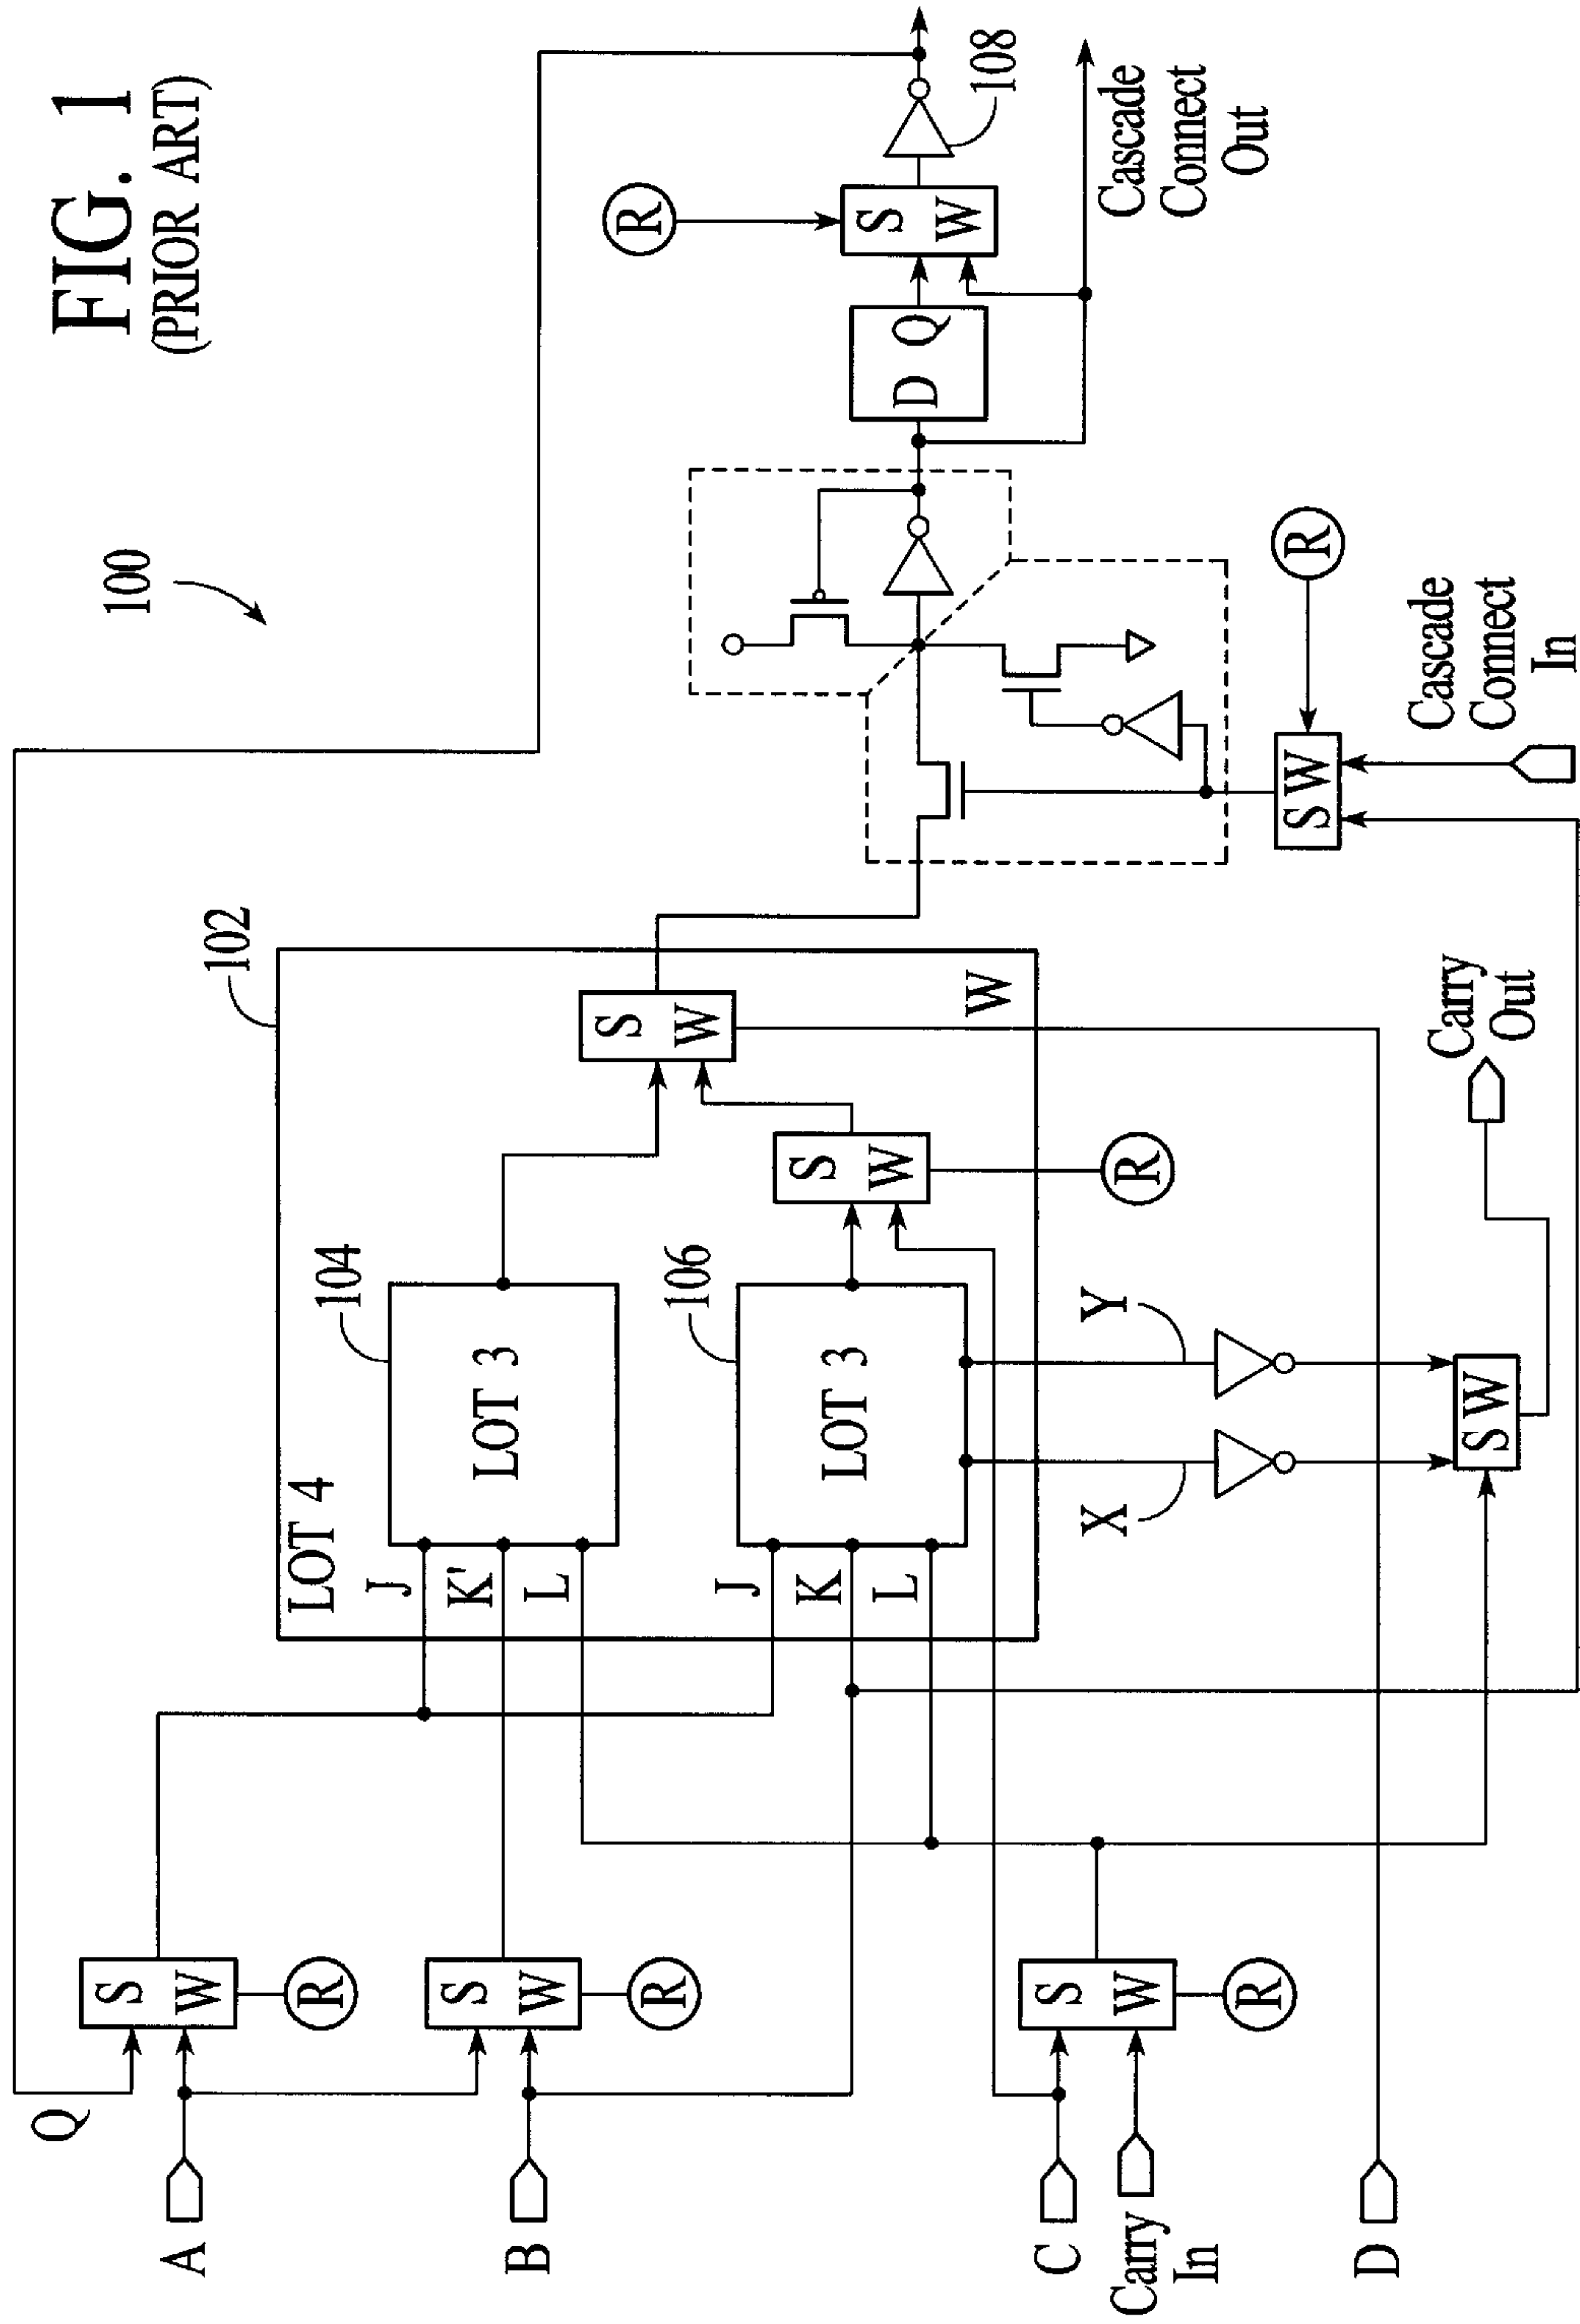 FIG. 1
(PRIOR ART)
100
Q
A
S
W
R
B
S
W
R
C
Carry
In
S
W
R
D
102
LOT 4
J
K'
L
104
LOT 3
J
K
L
106
LOT 3
S
W
R
S
W
W
X
Y
S W
Carry
Out
S W
R
Cascade
Connect
In
D Q
S
W
R
108
Cascade
Connect
Out